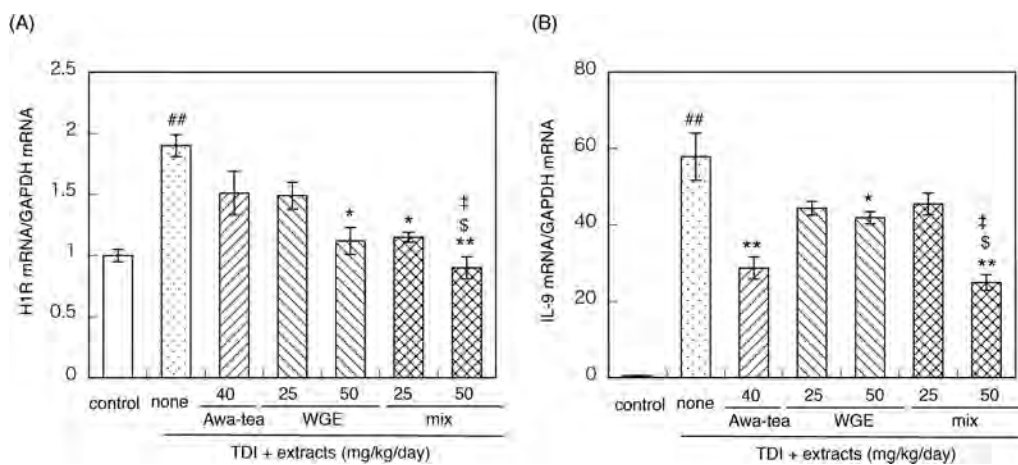 (A)
H1R mRNA/GAPDH mRNA
2.5
2
1.5
1
0.5
0
##
*
*
‡
$
**
control none 40 25 50 25 50
Awa-tea WGE mix
TDI + extracts (mg/kg/day)
(B)
IL-9 mRNA/GAPDH mRNA
80
60
40
20
0
##
**
*
‡
$
**
control none 40 25 50 25 50
Awa-tea WGE mix
TDI + extracts (mg/kg/day)